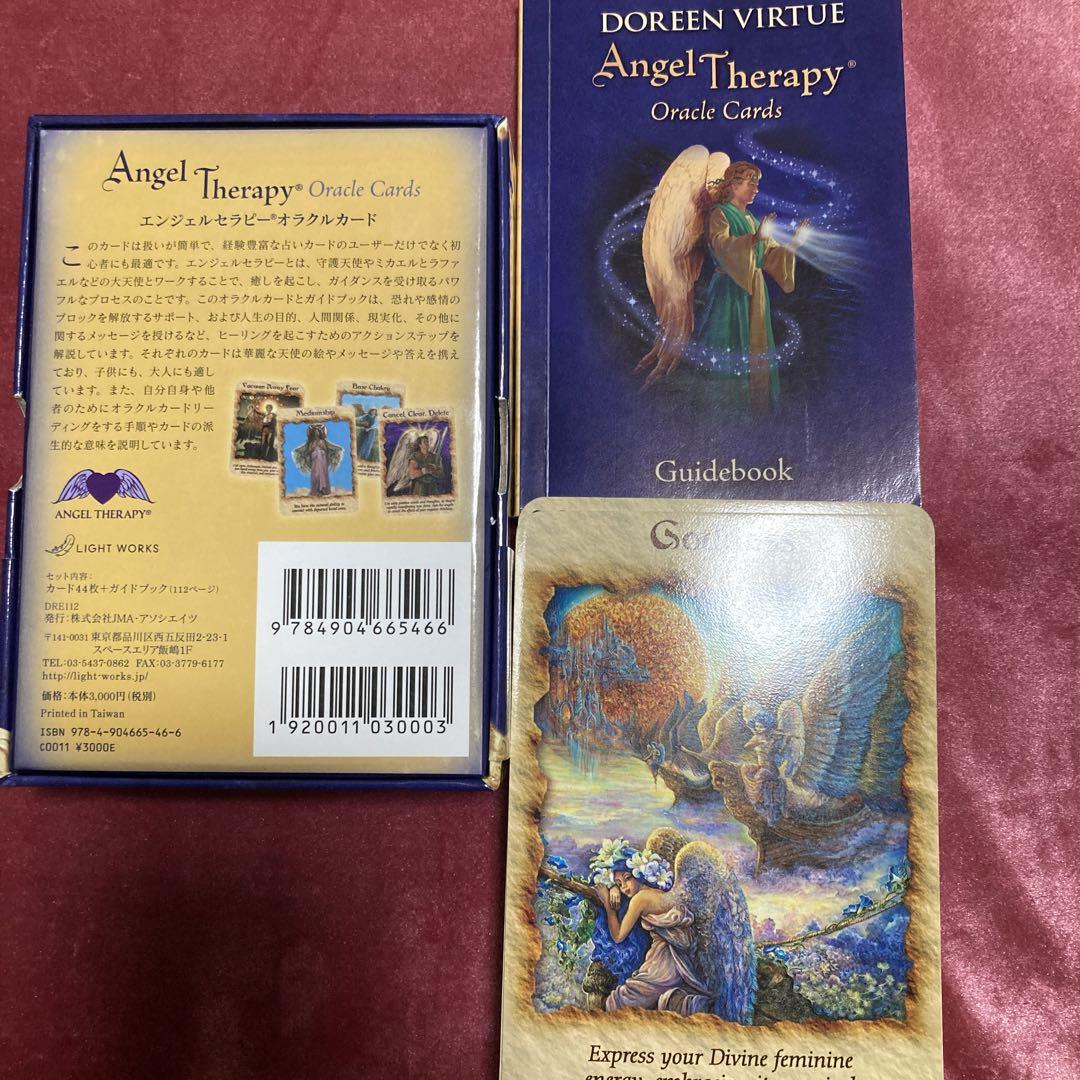 Angel Therapy® Oracle Cards
エンジェルセラピー®オラクルカード
このカードは扱いが簡単で、経験豊富な占いカードのユーザーだけでなく初
心者にも最適です。エンジェルセラピーとは、守護天使やミカエルとラファ
エルなどの大天使とワークすることで、癒しを起こし、ガイダンスを受け取るパワ
フルなプロセスのことです。このオラクルカードとガイドブックは、恐れや感情の
ブロックを解放するサポート、および人生の目的、人間関係、現実化、その他に
関するメッセージを授けるなど、ヒーリングを起こすためのアクションステップを
解説しています。それぞれのカードは華麗な天使の絵やメッセージや答えを携え
ており、子供にも、大人にも適し
ています。また、自分自身や他
者のためにオラクルカードリー
ディングをする手順やカードの派
生的な意味を説明しています。
Vacuum Away Fear
Base Chakra
Mediumship
Cancel, Clear, Delete
You have the natural ability to
connect with departed loved ones.
ANGEL THERAPY®
LIGHT WORKS
セット内容:
カード44枚+ガイドブック(112ページ)
DRE112
発行:株式会社JMA・アソシエイツ
〒141-0031 東京都品川区西五反田2-23-1
スペースエリア飯嶋1F
TEL:03-5437-0862 FAX:03-3779-6177
http://light-works.jp/
価格:本体3,000円(税別)
Printed in Taiwan
ISBN 978-4-904665-46-6
C0011 ¥3000E
9 784904 665466
1 920011 030003
DOREEN VIRTUE
Angel Therapy®
Oracle Cards
Guidebook
Express your Divine feminine